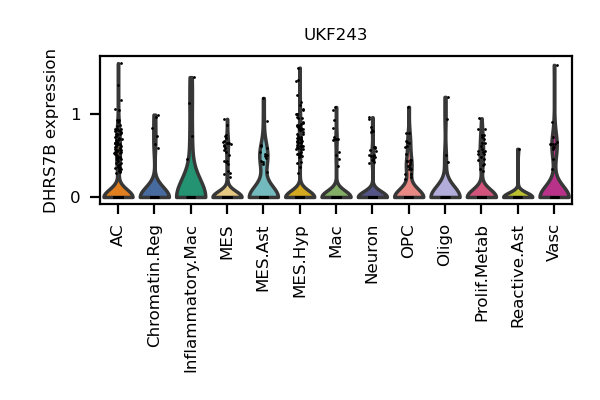 UKF243
DHRS7B expression
1
0
AC
Chromatin.Reg
Inflammatory.Mac
MES
MES.Ast
MES.Hyp
Mac
Neuron
OPC
Oligo
Prolif.Metab
Reactive.Ast
Vasc